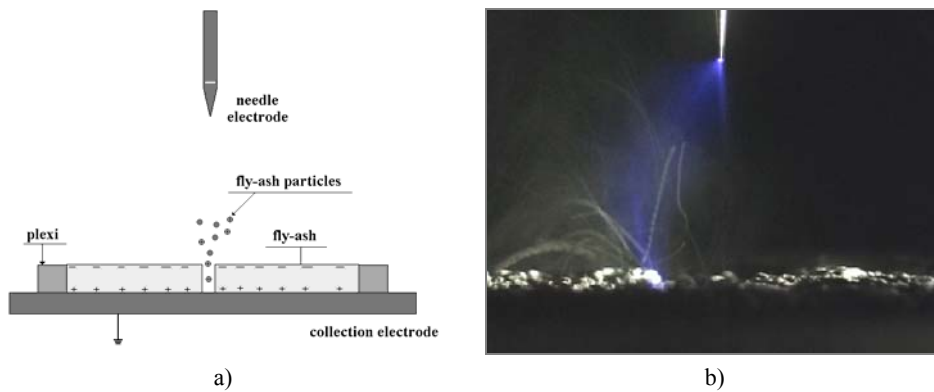 needle
electrode
fly-ash particles
plexi
fly-ash
collection electrode
a)
b)